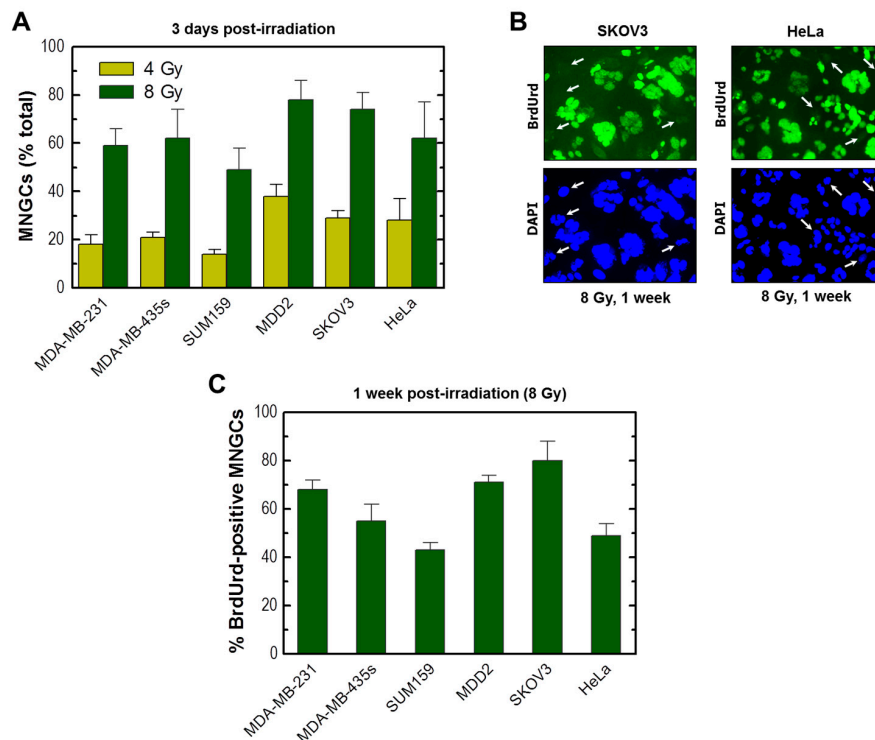 A
3 days post-irradiation
MNGCs (% total)
100
80
60
40
20
0
4 Gy
8 Gy
MDA-MB-231
MDA-MB-435s
SUM159
MDD2
SKOV3
HeLa
B
SKOV3
HeLa
BrdUrd
BrdUrd
DAPI
DAPI
8 Gy, 1 week
8 Gy, 1 week
C
1 week post-irradiation (8 Gy)
% BrdUrd-positive MNGCs
100
80
60
40
20
0
MDA-MB-231
MDA-MB-435s
SUM159
MDD2
SKOV3
HeLa